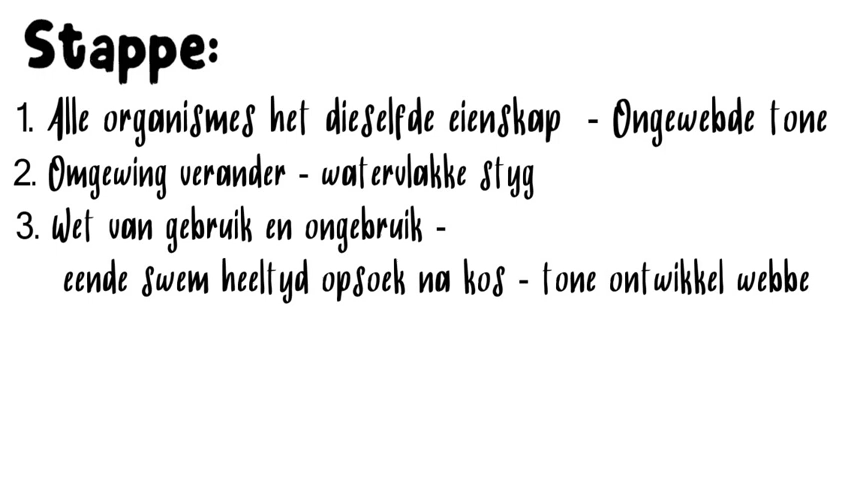 Stappe:
1. Alle organismes het dieselfde eienskap - Ongewebde tone
2. Omgewing verander - watervlakke styg
3. Wet van gebruik en ongebruik -
eende swem heeltyd opsoek na kos - tone ontwikkel webbe